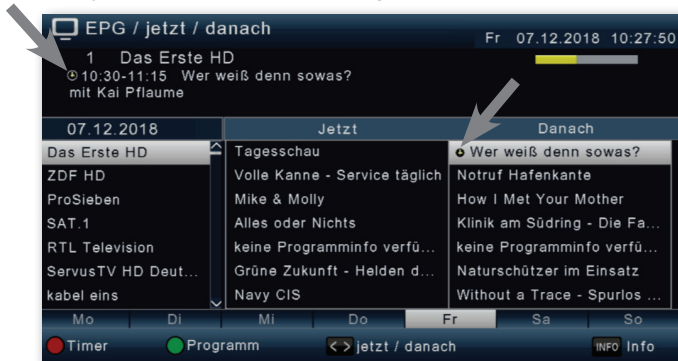 EPG / jetzt / danach
Fr 07.12.2018 10:27:50
1 Das Erste HD
10:30-11:15 Wer weiß denn sowas?
mit Kai Pflaume
07.12.2018 Jetzt Danach
Das Erste HD Tagesschau Wer weiß denn sowas?
ZDF HD Volle Kanne - Service täglich Notruf Hafenkante
ProSieben Mike & Molly How I Met Your Mother
SAT.1 Alles oder Nichts Klinik am Südring - Die Fa...
RTL Television keine Programminfo verfü... keine Programminfo verfü...
ServusTV HD Deut... Grüne Zukunft - Helden d... Naturschützer im Einsatz
kabel eins Navy CIS Without a Trace - Spurlos ...
Mo Di Mi Do Fr Sa So
Timer Programm < > jetzt / danach INFO Info